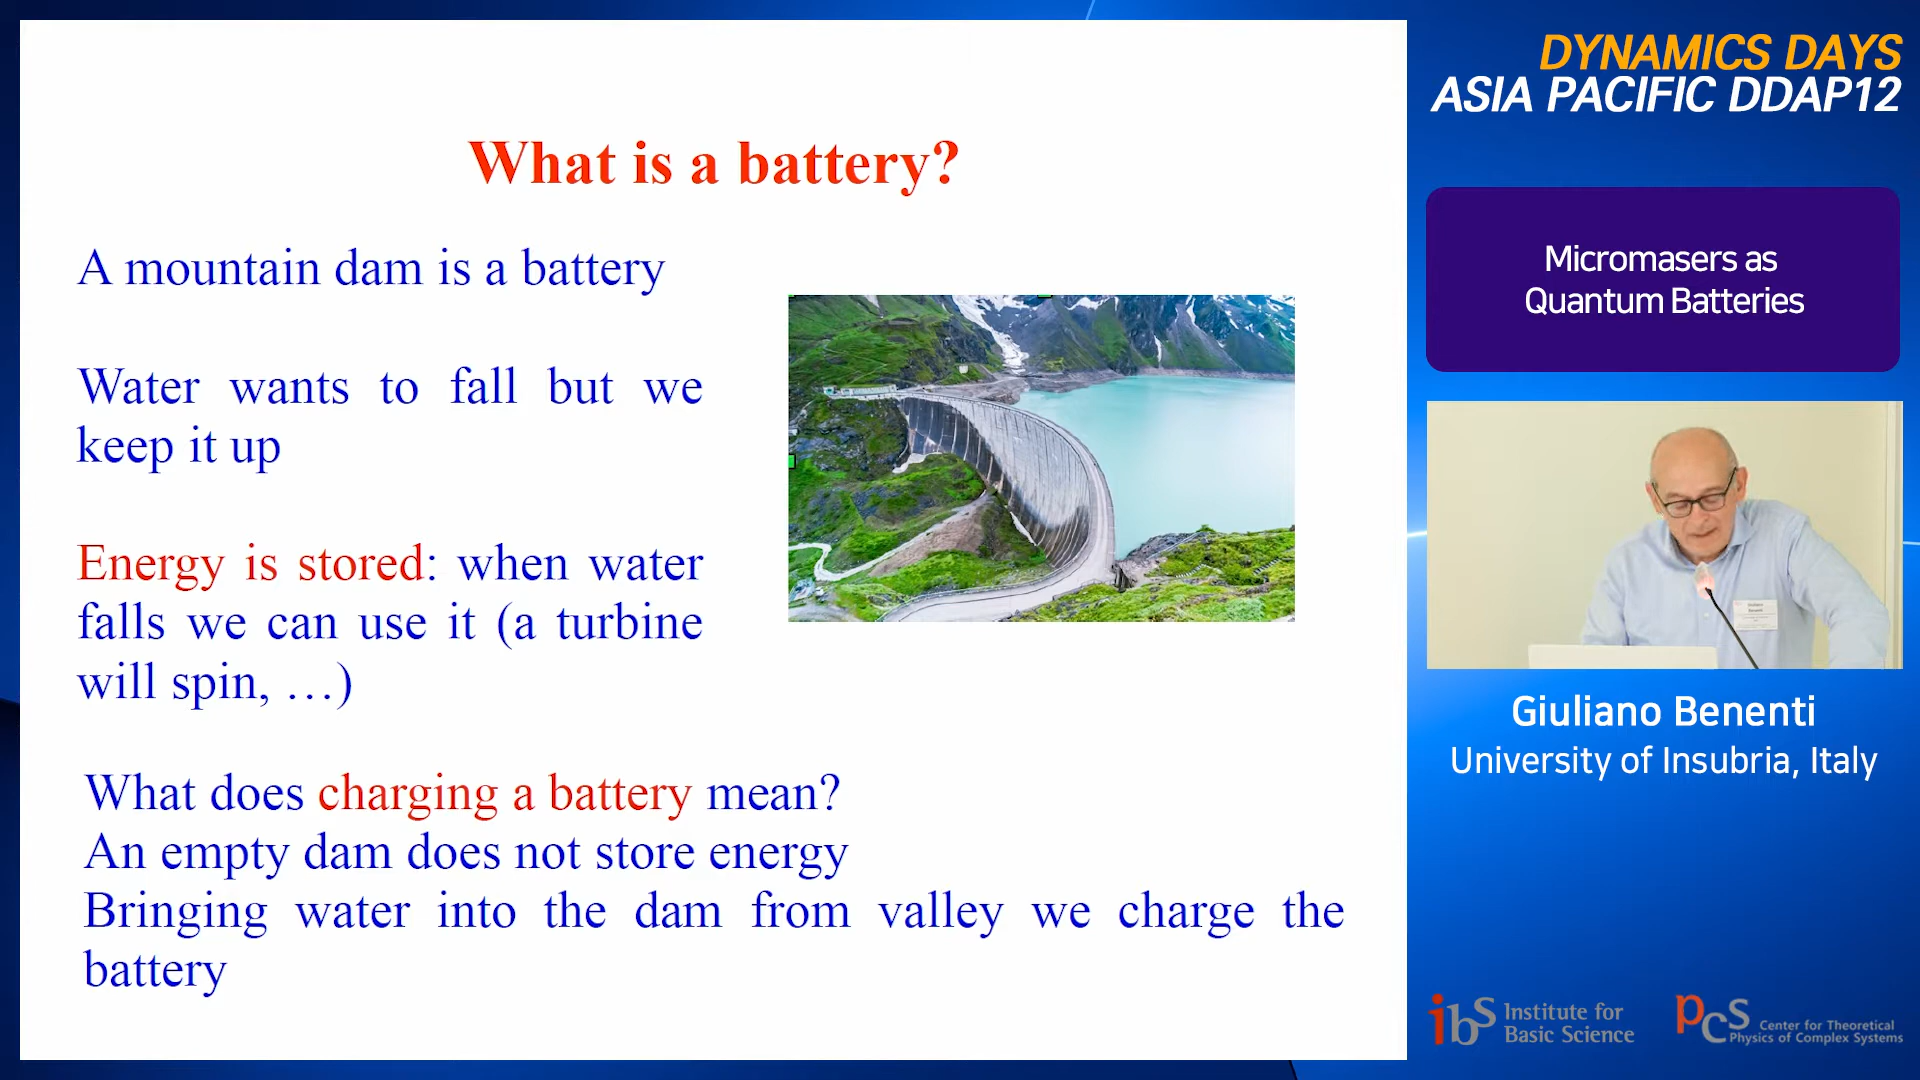 What is a battery?
A mountain dam is a battery
Water wants to fall but we
keep it up
Energy is stored: when water
falls we can use it (a turbine
will spin, …)
What does charging a battery mean?
An empty dam does not store energy
Bringing water into the dam from valley we charge the
battery
DYNAMICS DAYS
ASIA PACIFIC DDAP12
Micromasers as
Quantum Batteries
Giuliano Benenti
University of Insubria, Italy
ibs Institute for
Basic Science
pcs Center for Theoretical
Physics of Complex Systems